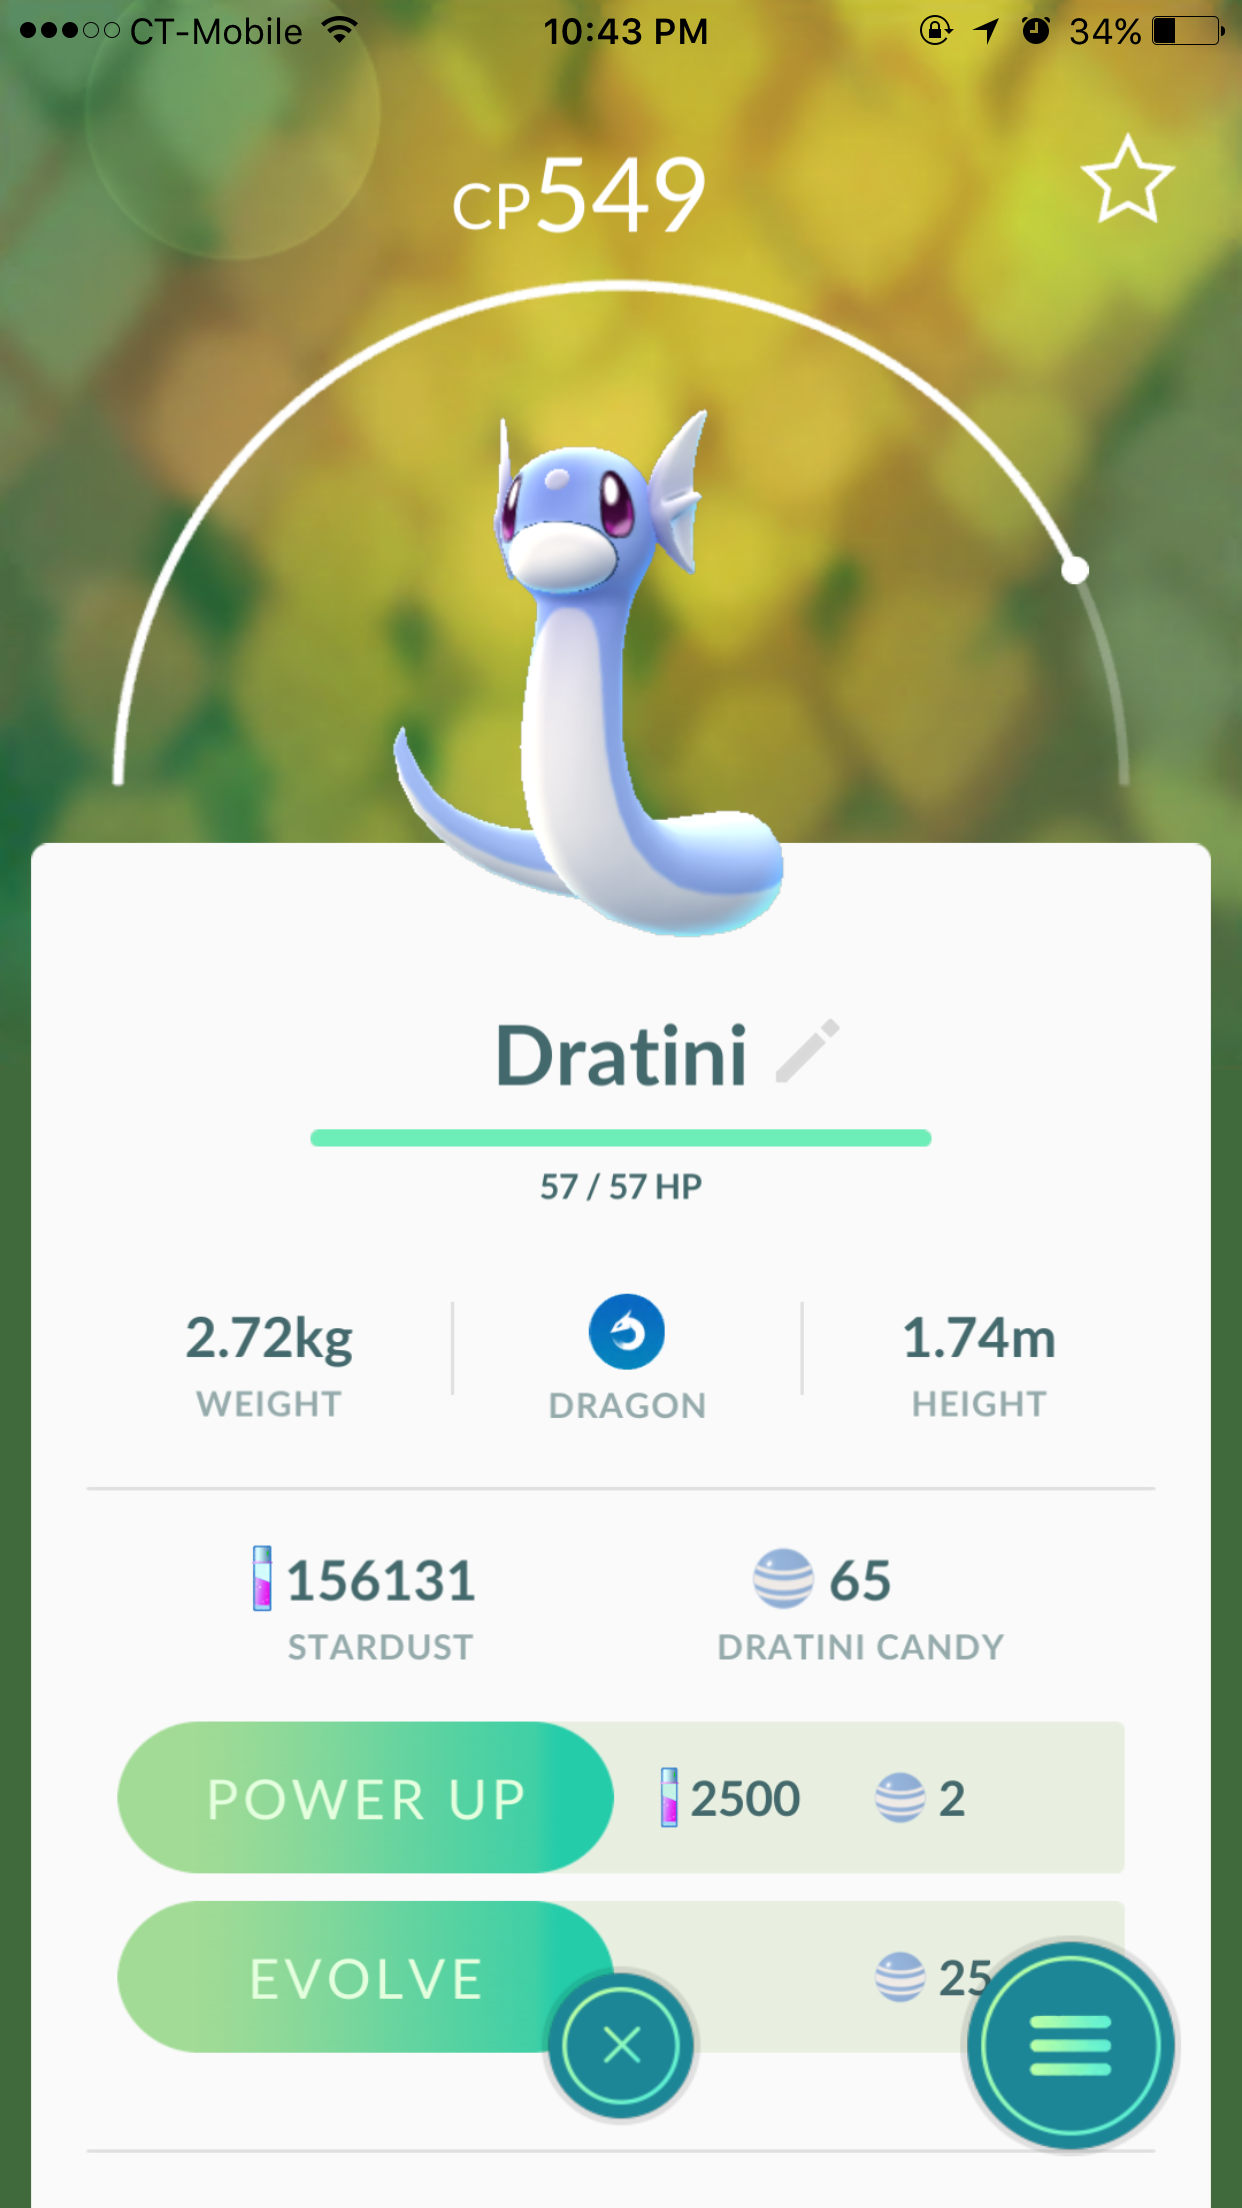 CT-Mobile 10:43 PM 34%
CP549
Dratini
57 / 57 HP
2.72kg 1.74m
WEIGHT DRAGON HEIGHT
156131 65
STARDUST DRATINI CANDY
POWER UP 2500 2
EVOLVE 25